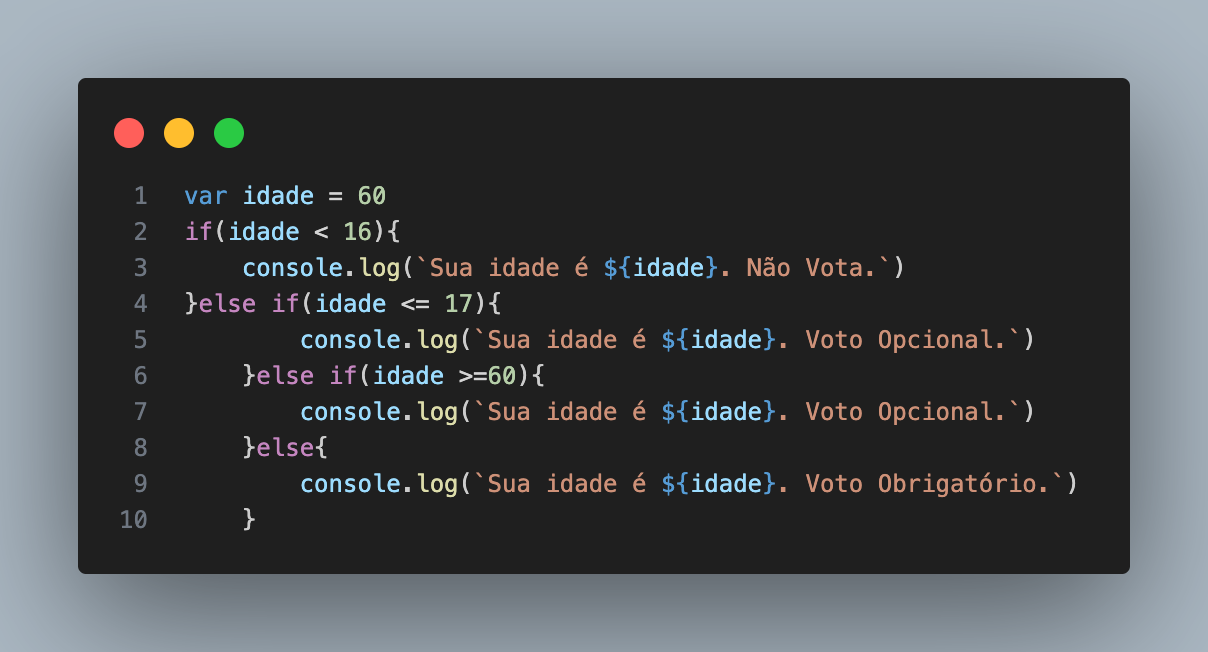 1 var idade = 60
2 if(idade < 16){
3     console.log(`Sua idade é ${idade}. Não Vota.`)
4 }else if(idade <= 17){
5         console.log(`Sua idade é ${idade}. Voto Opcional.`)
6     }else if(idade >=60){
7         console.log(`Sua idade é ${idade}. Voto Opcional.`)
8     }else{
9         console.log(`Sua idade é ${idade}. Voto Obrigatório.`)
10     }